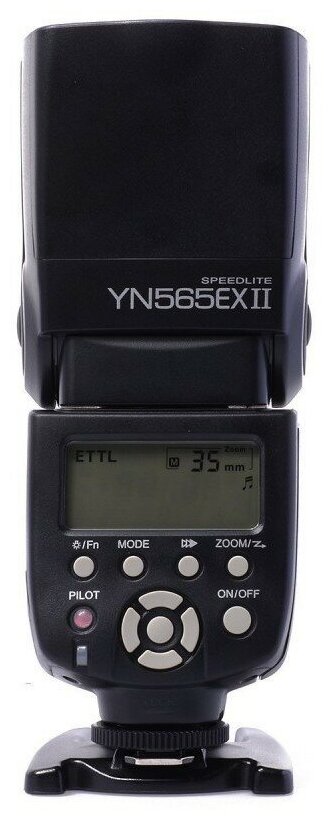 SPEEDLITE
YN565EXII
ETTL M 35 mm Zoom
/Fn MODE ZOOM/
PILOT ON/OFF